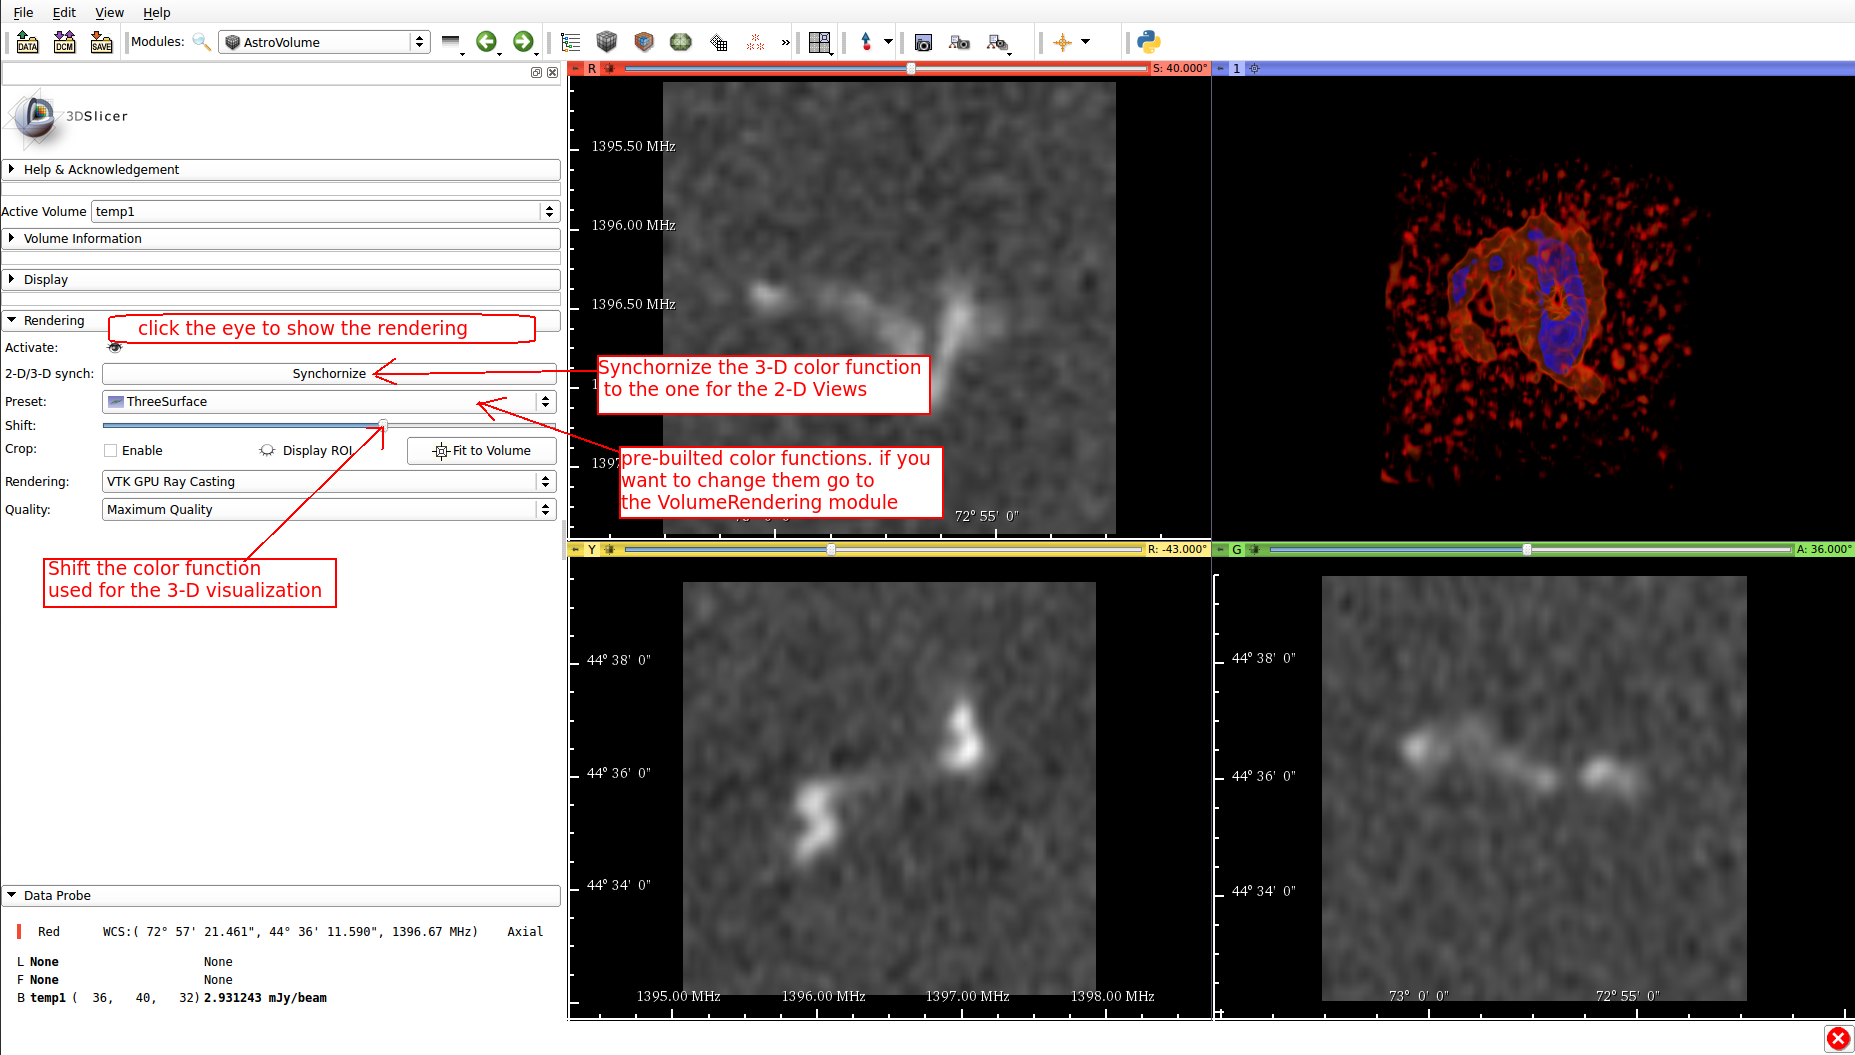 File Edit View Help
DATA DCM SAVE Modules: AstroVolume »
3DSlicer
Help & Acknowledgement
Active Volume temp1
Volume Information
Display
Rendering
click the eye to show the rendering
Activate:
2-D/3-D synch: Synchornize
Preset: ThreeSurface
Shift:
Crop: Enable Display ROI Fit to Volume
Rendering: VTK GPU Ray Casting
Quality: Maximum Quality
Shift the color function
used for the 3-D visualization
Data Probe
Red WCS:( 72° 57' 21.461", 44° 36' 11.590", 1396.67 MHz) Axial
L None None
F None None
B temp1 ( 36, 40, 32) 2.931243 mJy/beam
R S: 40.000°
1395.50 MHz
1396.00 MHz
1396.50 MHz
Synchornize the 3-D color function
to the one for the 2-D Views
pre-builted color functions. if you
want to change them go to
the VolumeRendering module
72° 55' 0"
1
Y R: -43.000°
44° 38' 0"
44° 36' 0"
44° 34' 0"
1395.00 MHz 1396.00 MHz 1397.00 MHz 1398.00 MHz
G A: 36.000°
44° 38' 0"
44° 36' 0"
44° 34' 0"
73° 0' 0" 72° 55' 0"